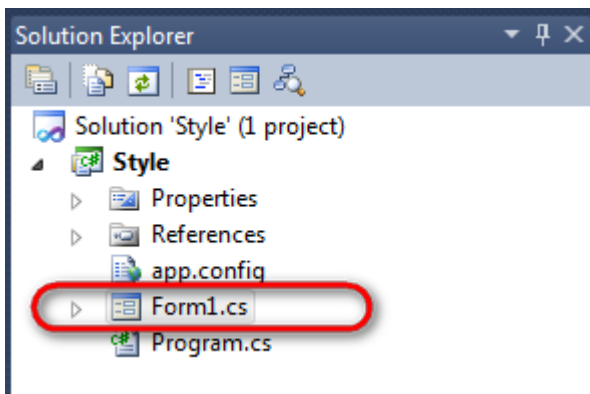 Solution Explorer
Solution 'Style' (1 project)
Style
Properties
References
app.config
Form1.cs
Program.cs